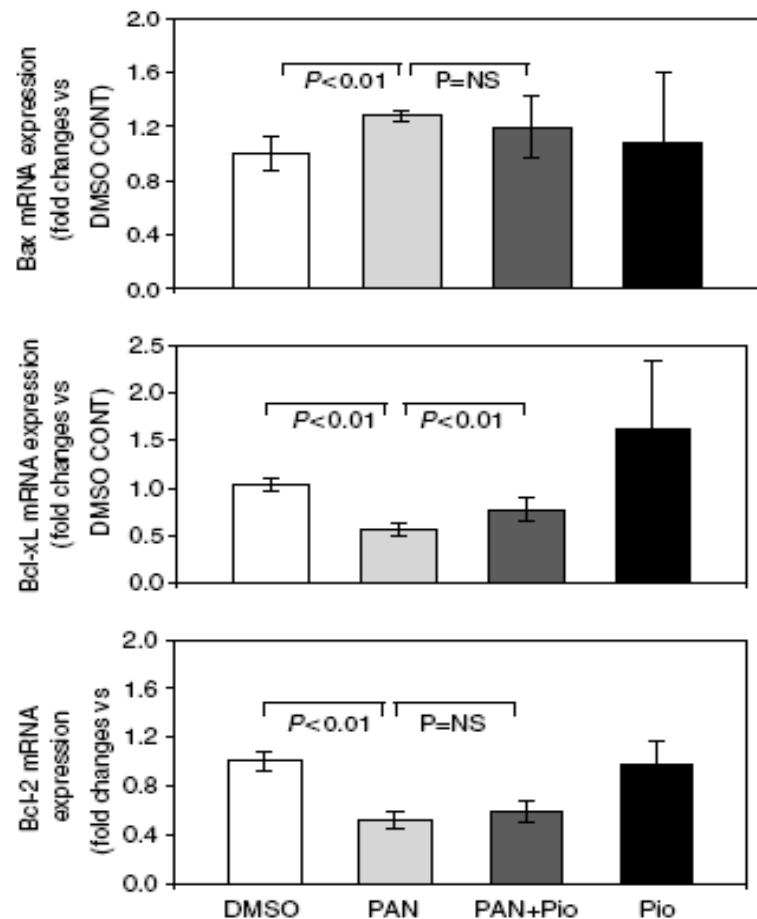 Bax mRNA expression
(fold changes vs
DMSO CONT)
2.0
1.6
1.2
0.8
0.4
0.0
P<0.01
P=NS
Bcl-xL mRNA expression
(fold changes vs
DMSO CONT)
2.5
2.0
1.5
1.0
0.5
0.0
P<0.01
P<0.01
Bcl-2 mRNA
expression
(fold changes vs
2.0
1.6
1.2
0.8
0.4
0.0
P<0.01
P=NS
DMSO
PAN
PAN+Pio
Pio